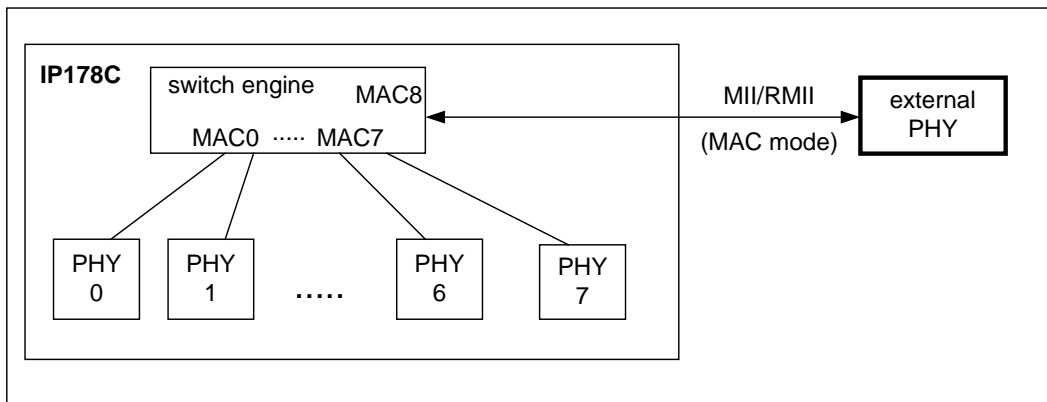 IP178C
switch engine
MAC8
MAC0 ····· MAC7
MII/RMII
(MAC mode)
external
PHY
PHY
0
PHY
1
.....
PHY
6
PHY
7